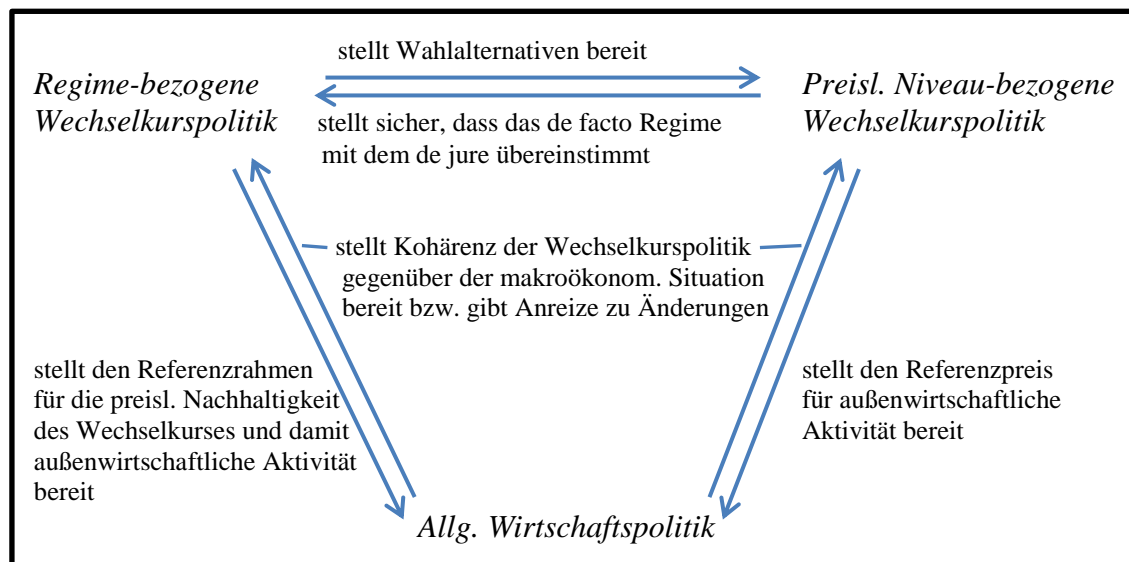 stellt Wahlalternativen bereit
Regime-bezogene
Wechselkurspolitik
Preisl. Niveau-bezogene
Wechselkurspolitik
stellt sicher, dass das de facto Regime
mit dem de jure übereinstimmt
stellt Kohärenz der Wechselkurspolitik
gegenüber der makroökonom. Situation
bereit bzw. gibt Anreize zu Änderungen
stellt den Referenzrahmen
für die preisl. Nachhaltigkeit
des Wechselkurses und damit
außenwirtschaftliche Aktivität
bereit
stellt den Referenzpreis
für außenwirtschaftliche
Aktivität bereit
Allg. Wirtschaftspolitik